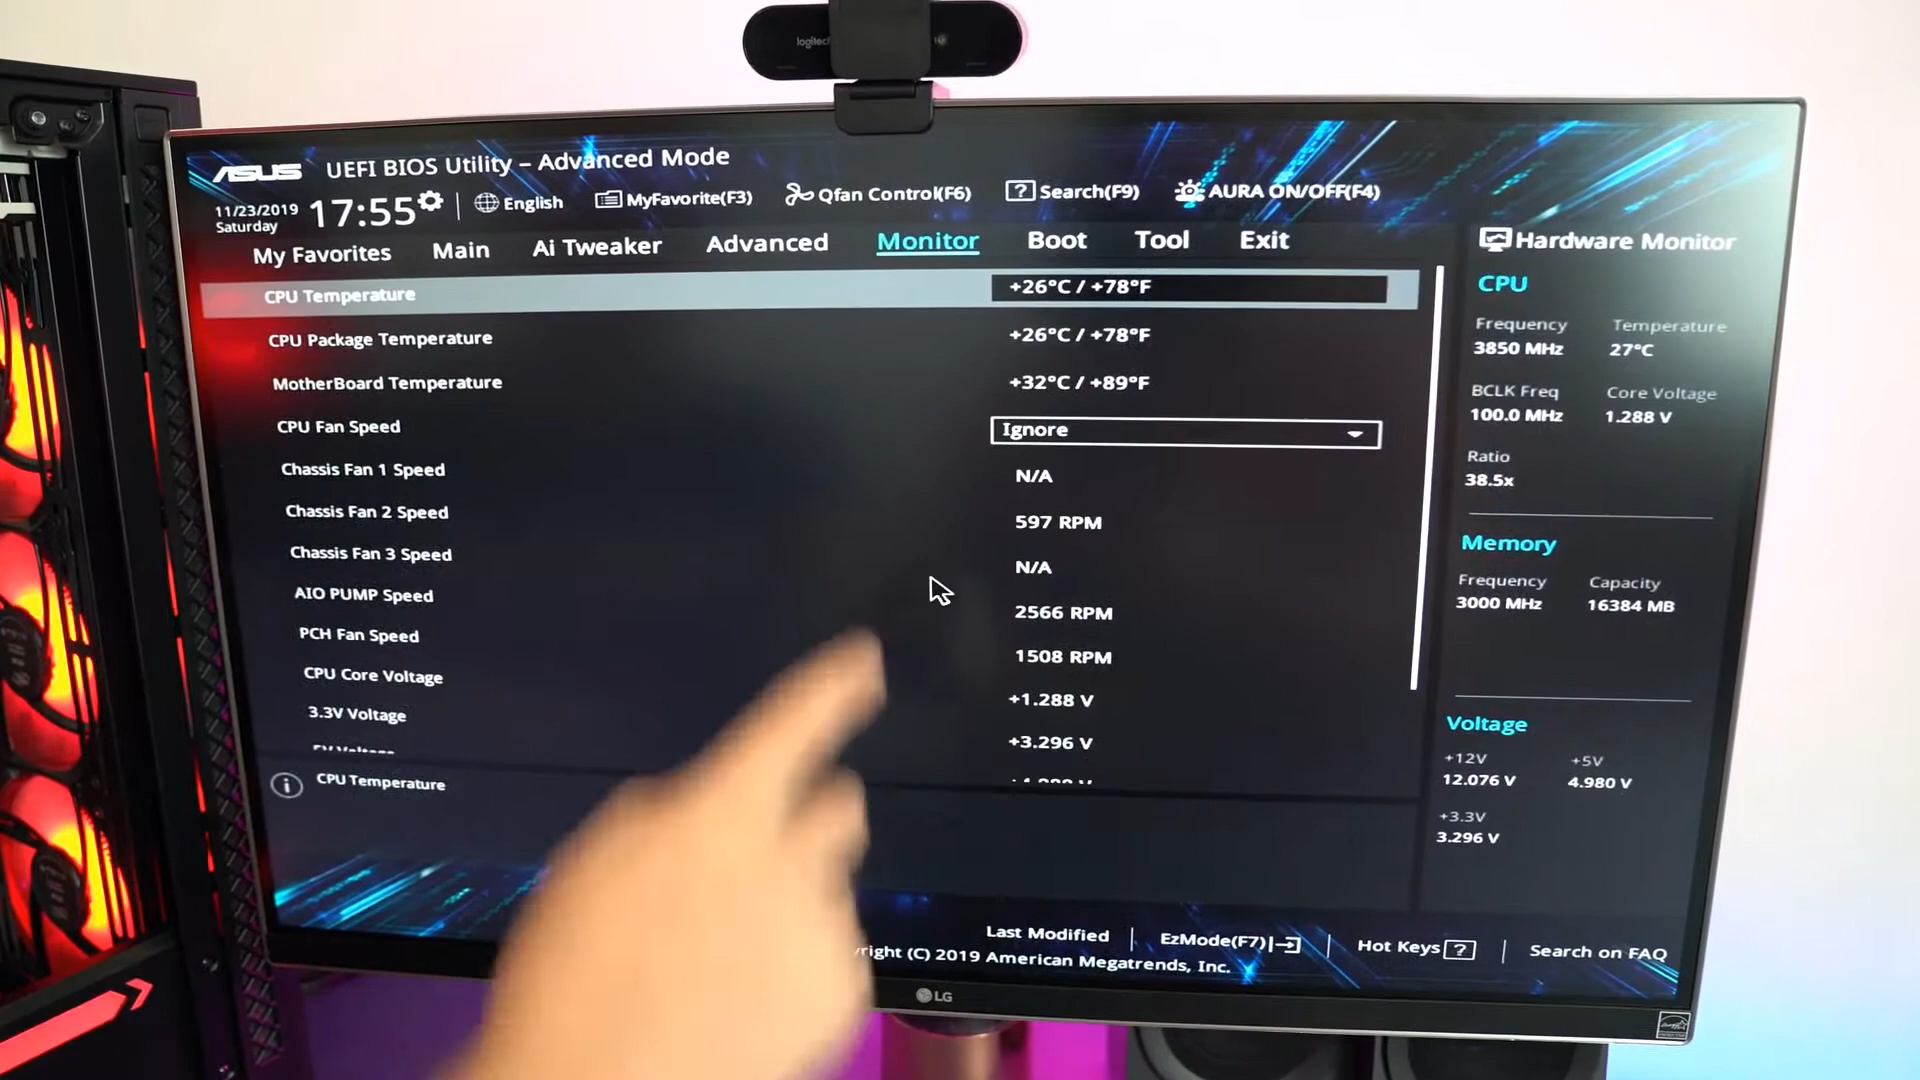 logitech
ASUS UEFI BIOS Utility – Advanced Mode
11/23/2019
Saturday
17:55
English
MyFavorite(F3)
Qfan Control(F6)
? Search(F9)
AURA ON/OFF(F4)
My Favorites Main Ai Tweaker Advanced Monitor Boot Tool Exit
CPU Temperature +26°C / +78°F
CPU Package Temperature +26°C / +78°F
MotherBoard Temperature +32°C / +89°F
CPU Fan Speed Ignore
Chassis Fan 1 Speed N/A
Chassis Fan 2 Speed 597 RPM
Chassis Fan 3 Speed N/A
AIO PUMP Speed 2566 RPM
PCH Fan Speed 1508 RPM
CPU Core Voltage +1.288 V
3.3V Voltage +3.296 V
i CPU Temperature
Hardware Monitor
CPU
Frequency Temperature
3850 MHz 27°C
BCLK Freq Core Voltage
100.0 MHz 1.288 V
Ratio
38.5x
Memory
Frequency Capacity
3000 MHz 16384 MB
Voltage
+12V +5V
12.076 V 4.980 V
+3.3V
3.296 V
Last Modified EzMode(F7) Hot Keys ? Search on FAQ
(C) 2019 American Megatrends, Inc.
LG